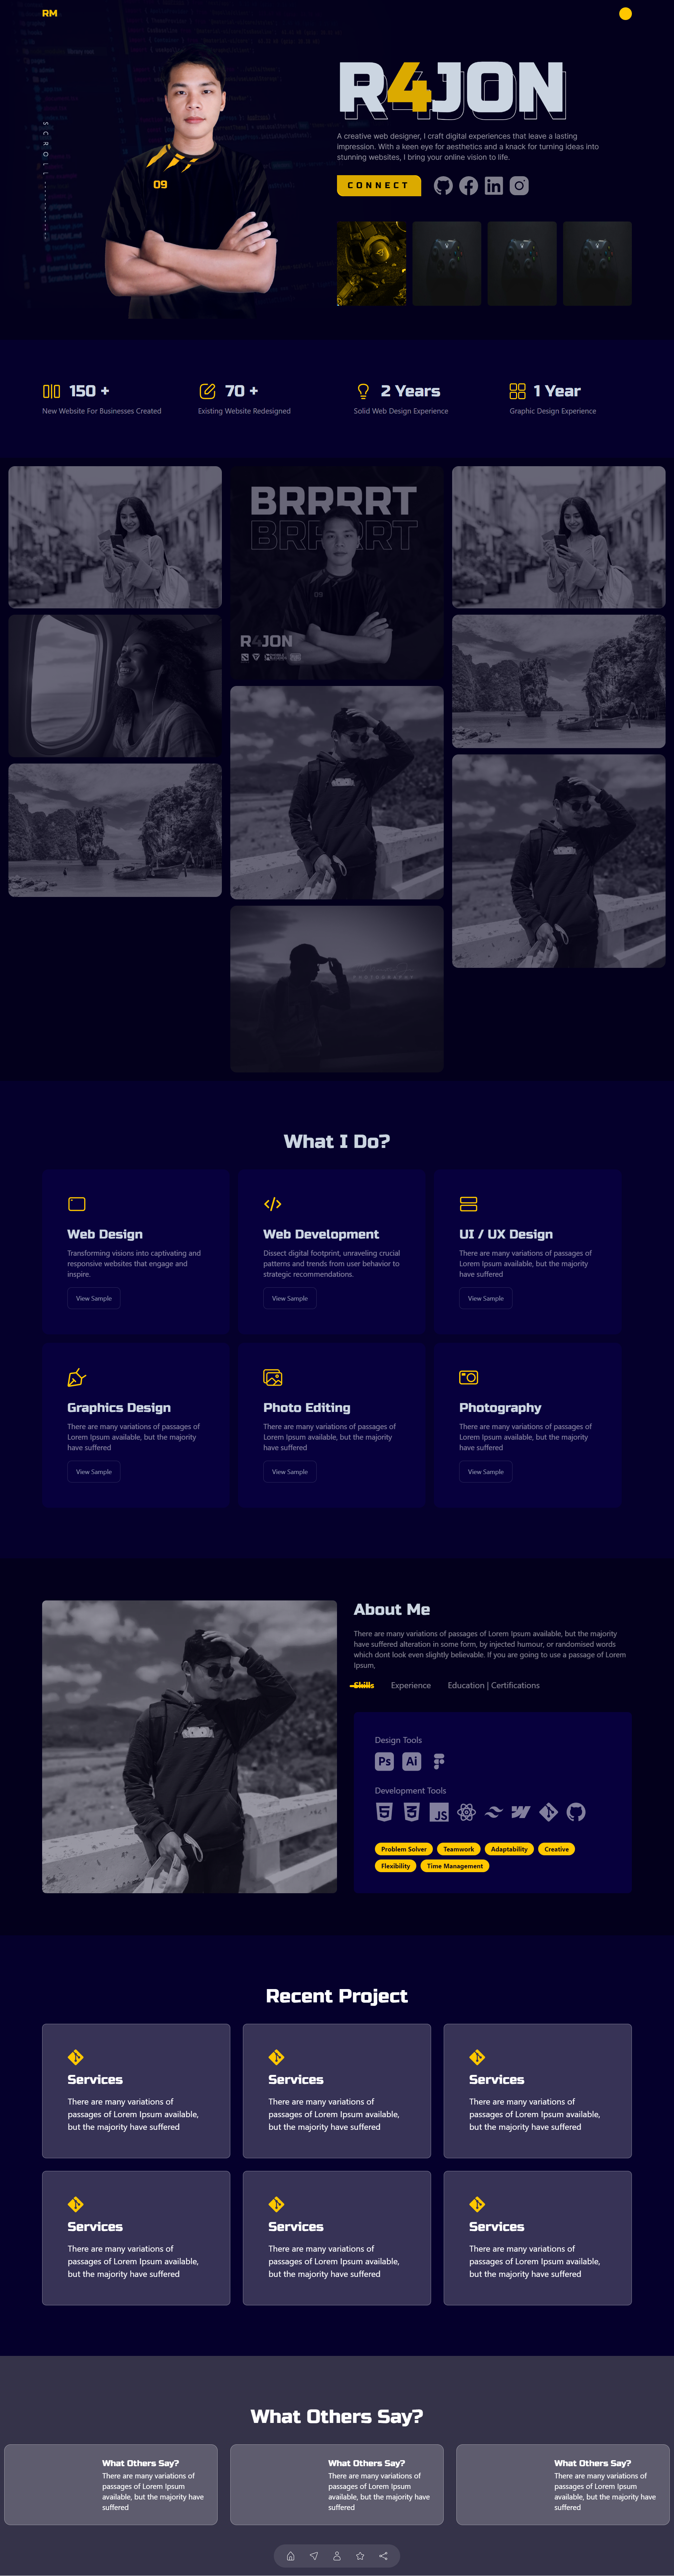 RM
SCROLL
R4JON
A creative web designer, I craft digital experiences that leave a lasting
impression. With a keen eye for aesthetics and a knack for turning ideas into
stunning websites, I bring your online vision to life.
CONNECT
09
150 +
New Website For Businesses Created
70 +
Existing Website Redesigned
2 Years
Solid Web Design Experience
1 Year
Graphic Design Experience
BRRRRT
BRRRRT
09
R4JON
PHOTOGRAPHY
What I Do?
Web Design
Transforming visions into captivating and
responsive websites that engage and
inspire.
View Sample
Web Development
Dissect digital footprint, unraveling crucial
patterns and trends from user behavior to
strategic recommendations.
View Sample
UI / UX Design
There are many variations of passages of
Lorem Ipsum available, but the majority
have suffered
View Sample
Graphics Design
There are many variations of passages of
Lorem Ipsum available, but the majority
have suffered
View Sample
Photo Editing
There are many variations of passages of
Lorem Ipsum available, but the majority
have suffered
View Sample
Photography
There are many variations of passages of
Lorem Ipsum available, but the majority
have suffered
View Sample
About Me
There are many variations of passages of Lorem Ipsum available, but the majority
have suffered alteration in some form, by injected humour, or randomised words
which dont look even slightly believable. If you are going to use a passage of Lorem
Ipsum,
Skills Experience Education | Certifications
Design Tools
Ps Ai
Development Tools
JS
Problem Solver Teamwork Adaptability Creative
Flexibility Time Management
Recent Project
Services
There are many variations of
passages of Lorem Ipsum available,
but the majority have suffered
Services
There are many variations of
passages of Lorem Ipsum available,
but the majority have suffered
Services
There are many variations of
passages of Lorem Ipsum available,
but the majority have suffered
Services
There are many variations of
passages of Lorem Ipsum available,
but the majority have suffered
Services
There are many variations of
passages of Lorem Ipsum available,
but the majority have suffered
Services
There are many variations of
passages of Lorem Ipsum available,
but the majority have suffered
What Others Say?
What Others Say?
There are many variations of
passages of Lorem Ipsum
available, but the majority have
suffered
What Others Say?
There are many variations of
passages of Lorem Ipsum
available, but the majority have
suffered
What Others Say?
There are many variations of
passages of Lorem Ipsum
available, but the majority have
suffered